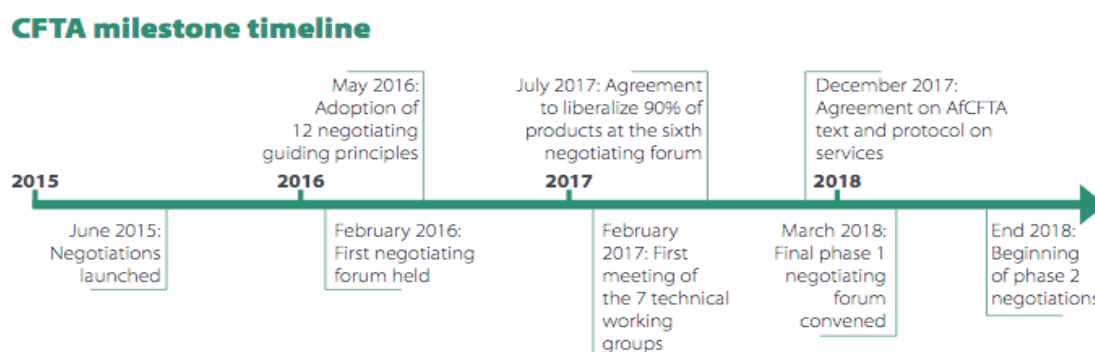 CFTA milestone timeline
May 2016:
Adoption of
12 negotiating
guiding principles
July 2017: Agreement
to liberalize 90% of
products at the sixth
negotiating forum
December 2017:
Agreement on AfCFTA
text and protocol on
services
2015
2016
2017
2018
June 2015:
Negotiations
launched
February 2016:
First negotiating
forum held
February
2017: First
meeting of
the 7 technical
working
groups
March 2018:
Final phase 1
negotiating
forum
convened
End 2018:
Beginning
of phase 2
negotiations